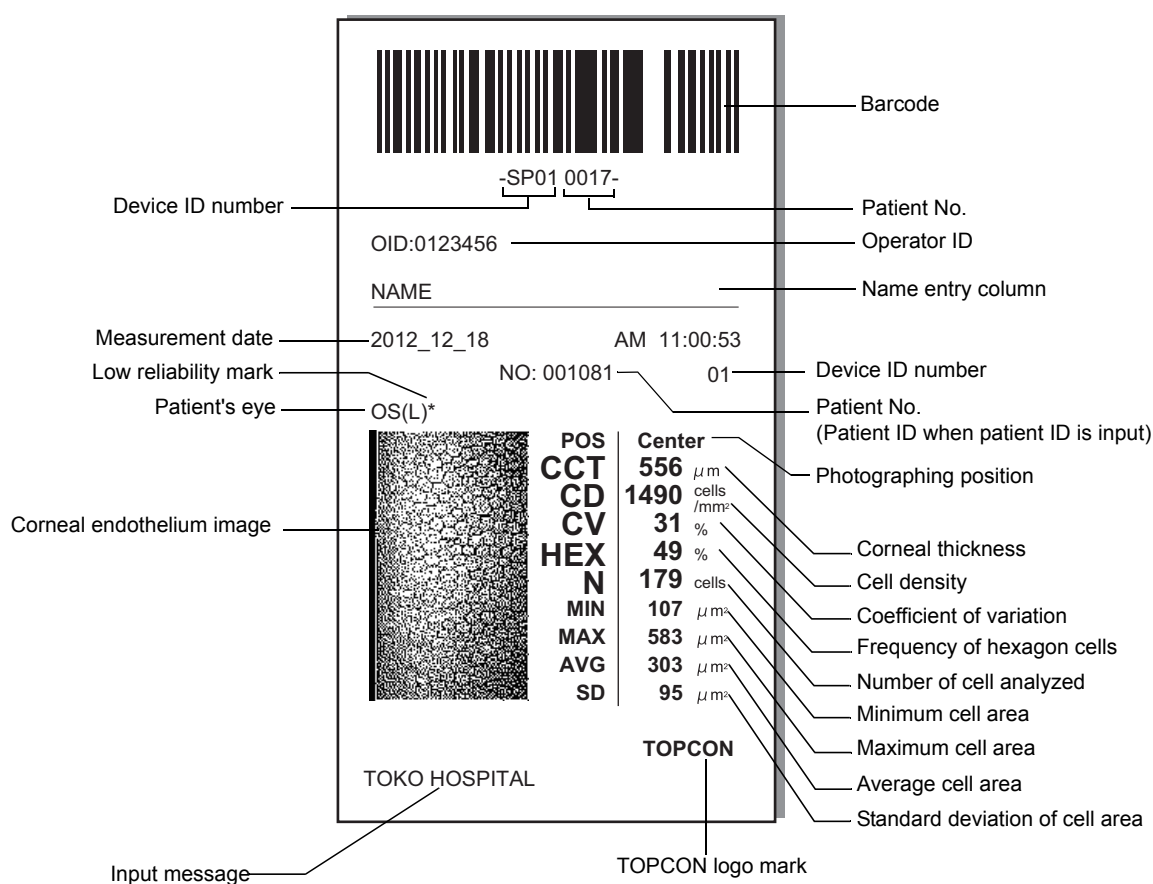 Barcode
-SP01 0017-
Device ID number
Patient No.
OID:0123456
Operator ID
NAME
Name entry column
Measurement date
2012_12_18 AM 11:00:53
Low reliability mark
NO: 001081 01
Device ID number
Patient's eye
OS(L)*
Patient No.
(Patient ID when patient ID is input)
POS Center
Photographing position
CCT 556 μm
CD 1490 cells/mm²
CV 31 %
HEX 49 %
N 179 cells
MIN 107 μm²
MAX 583 μm²
AVG 303 μm²
SD 95 μm²
Corneal endothelium image
Corneal thickness
Cell density
Coefficient of variation
Frequency of hexagon cells
Number of cell analyzed
Minimum cell area
Maximum cell area
Average cell area
Standard deviation of cell area
TOPCON
TOKO HOSPITAL
TOPCON logo mark
Input message